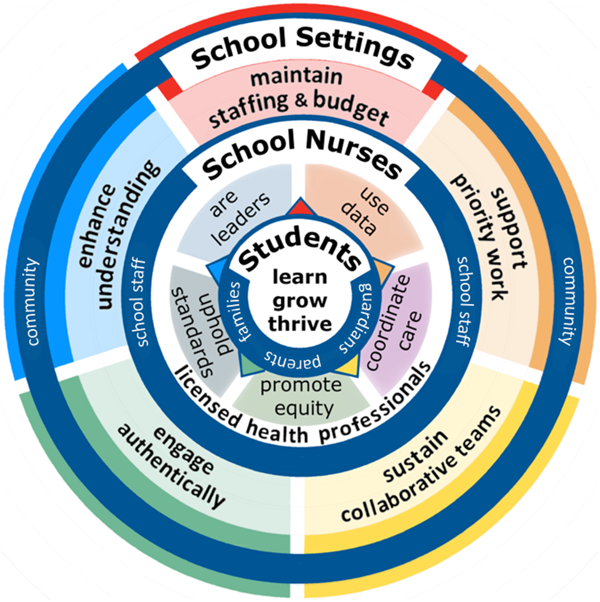 School Settings
maintain
staffing & budget
enhance
understanding
support
priority work
community
community
School Nurses
are
leaders
use
data
school staff
school staff
Students
learn
grow
thrive
families
guardians
parents
uphold
standards
coordinate
care
promote
equity
licensed health professionals
engage
authentically
sustain
collaborative teams